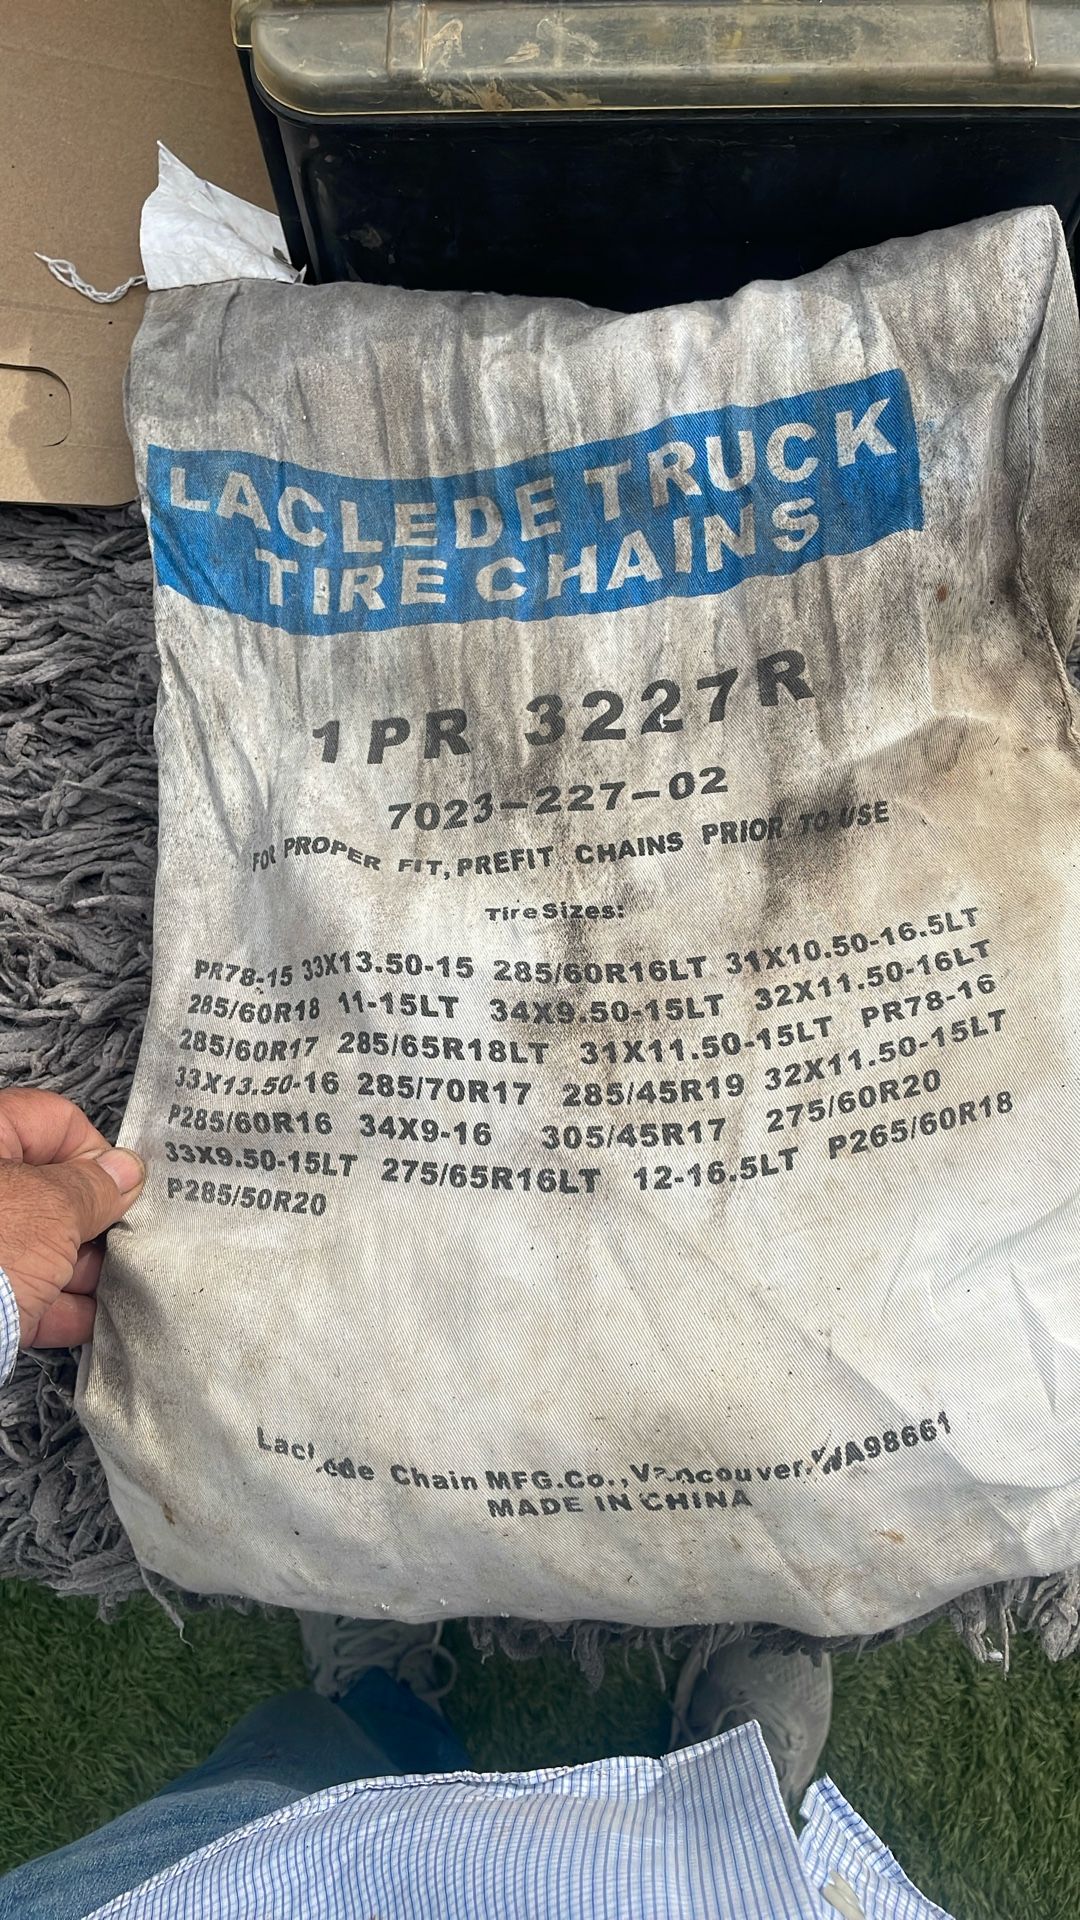 LACLEDE TRUCK
TIRE CHAINS
1PR 3227R
7023-227-02
FOR PROPER FIT, PREFIT CHAINS PRIOR TO USE
Tire Sizes:
PR78-15 33X13.50-15 285/60R16LT 31X10.50-16.5LT
285/60R18 11-15LT 34X9.50-15LT 32X11.50-16LT
285/60R17 285/65R18LT 31X11.50-15LT PR78-16
33X13.50-16 285/70R17 285/45R19 32X11.50-15LT
P285/60R16 34X9-16 305/45R17 275/60R20
33X9.50-15LT 275/65R16LT 12-16.5LT P265/60R18
P285/50R20
Laclede Chain MFG.Co., Vancouver, WA98661
MADE IN CHINA